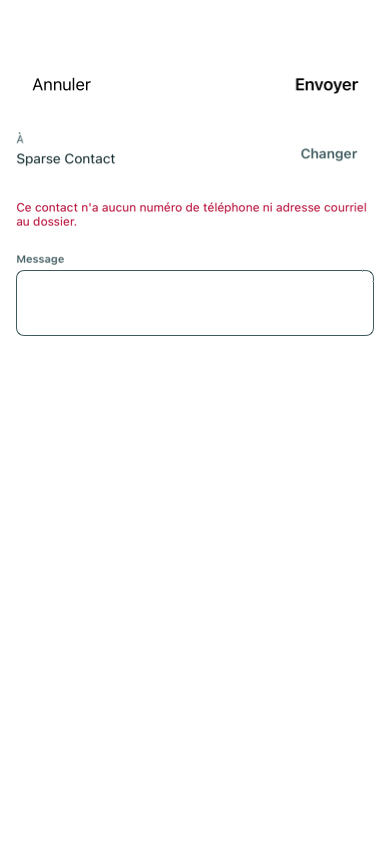 Annuler
Envoyer
À
Sparse Contact
Changer
Ce contact n'a aucun numéro de téléphone ni adresse courriel
au dossier.
Message